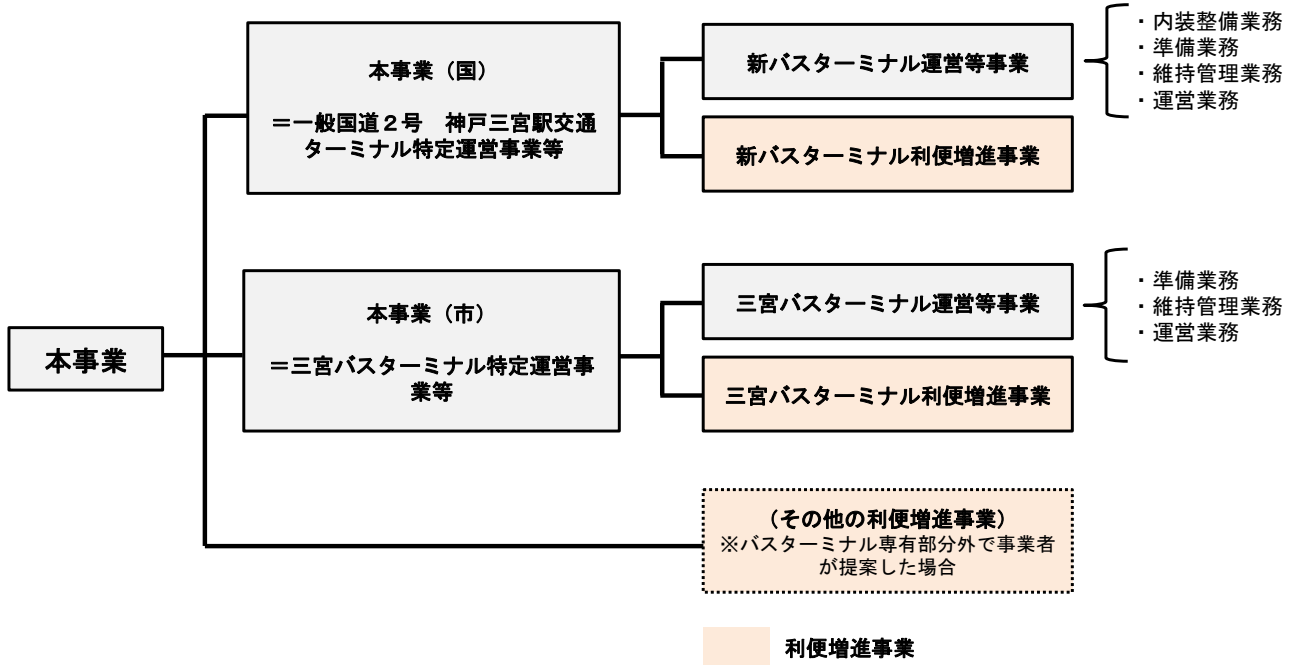 本事業
本事業（国）
＝一般国道２号　神戸三宮駅交通
ターミナル特定運営事業等
新バスターミナル運営等事業
・内装整備業務
・準備業務
・維持管理業務
・運営業務
新バスターミナル利便増進事業
本事業（市）
＝三宮バスターミナル特定運営事
業等
三宮バスターミナル運営等事業
・準備業務
・維持管理業務
・運営業務
三宮バスターミナル利便増進事業
（その他の利便増進事業）
※バスターミナル専有部分外で事業者
が提案した場合
利便増進事業